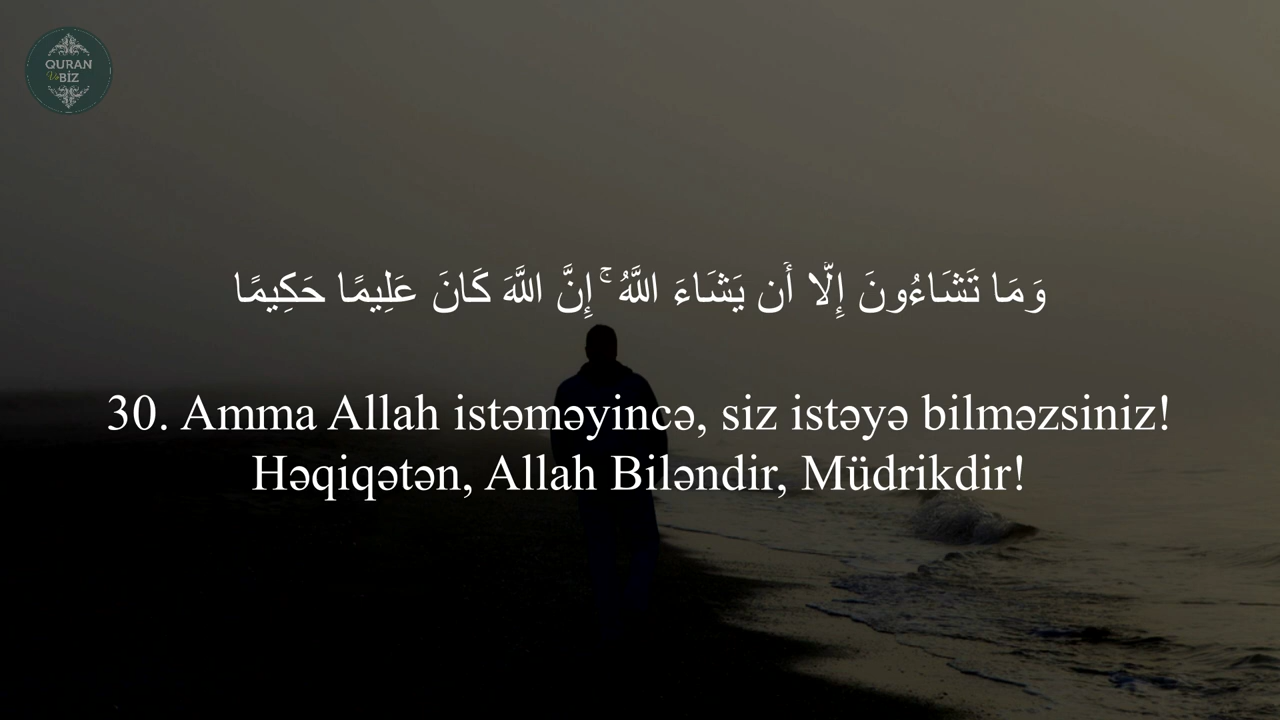 QURAN
Və BİZ
وَمَا تَشَاءُونَ إِلَّا أَن يَشَاءَ اللَّهُ ۚ إِنَّ اللَّهَ كَانَ عَلِيمًا حَكِيمًا
30. Amma Allah istəməyincə, siz istəyə bilməzsiniz!
Həqiqətən, Allah Biləndir, Müdrikdir!